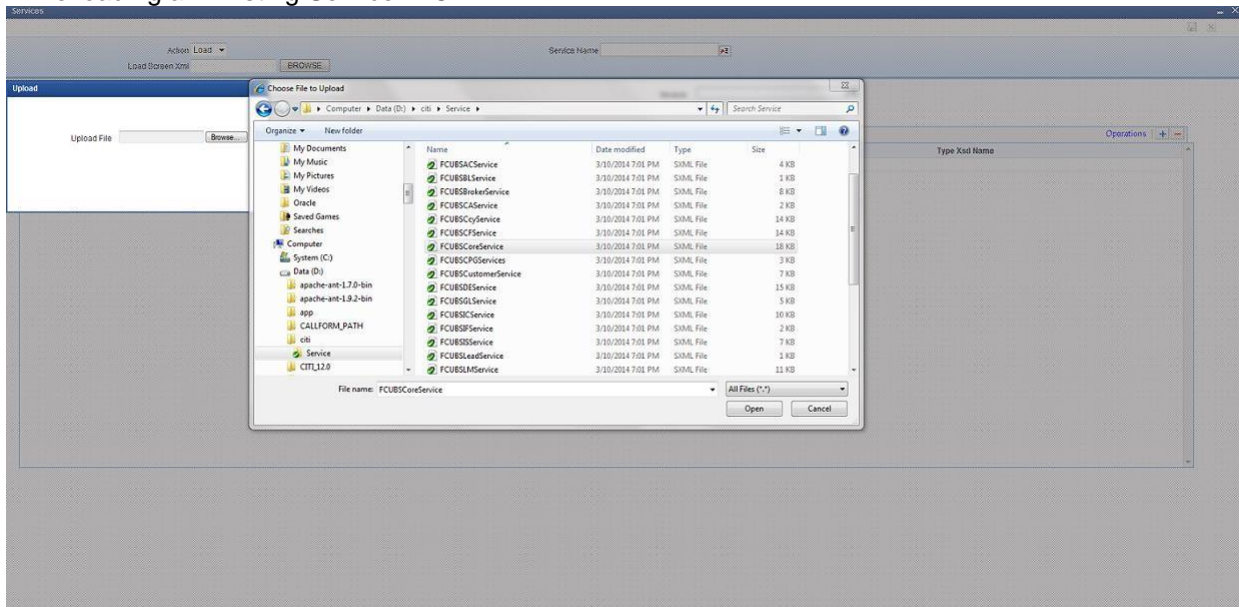 Services
Action Load
Service Name
Load Screen Xml
BROWSE
Upload
Upload File
Browse...
Choose File to Upload
Computer ▸ Data (D:) ▸ citi ▸ Service ▸
Search Service
Organize
New folder
Operations
Type Xsd Name
My Documents
My Music
My Pictures
My Videos
Oracle
Saved Games
Searches
Computer
System (C:)
Data (D:)
apache-ant-1.7.0-bin
apache-ant-1.9.2-bin
app
CALLFORM_PATH
citi
Service
CITI_12.0
Name Date modified Type Size
FCUBSACService 3/10/2014 7:01 PM SXML File 4 KB
FCUBSBLService 3/10/2014 7:01 PM SXML File 1 KB
FCUBSBrokerService 3/10/2014 7:01 PM SXML File 8 KB
FCUBSCAService 3/10/2014 7:01 PM SXML File 2 KB
FCUBSCcyService 3/10/2014 7:01 PM SXML File 14 KB
FCUBSCFService 3/10/2014 7:01 PM SXML File 14 KB
FCUBSCoreService 3/10/2014 7:01 PM SXML File 18 KB
FCUBSCPGServices 3/10/2014 7:01 PM SXML File 3 KB
FCUBSCustomerService 3/10/2014 7:01 PM SXML File 7 KB
FCUBSDEService 3/10/2014 7:01 PM SXML File 15 KB
FCUBSGLService 3/10/2014 7:01 PM SXML File 5 KB
FCUBSICService 3/10/2014 7:01 PM SXML File 10 KB
FCUBSIFService 3/10/2014 7:01 PM SXML File 2 KB
FCUBSISService 3/10/2014 7:01 PM SXML File 7 KB
FCUBSLeadService 3/10/2014 7:01 PM SXML File 1 KB
FCUBSLMService 3/10/2014 7:01 PM SXML File 11 KB
File name: FCUBSCoreService
All Files (*.*)
Open
Cancel